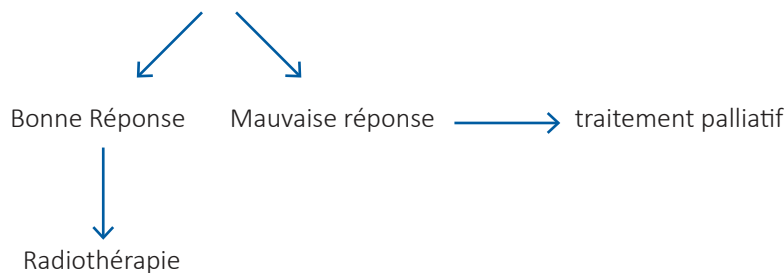 Bonne Réponse
Mauvaise réponse
traitement palliatif
Radiothérapie